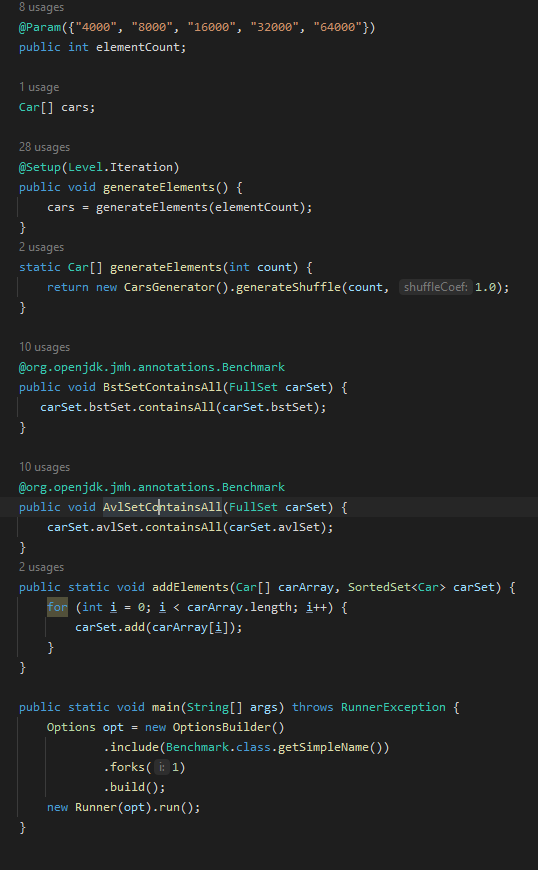 8 usages
@Param({"4000", "8000", "16000", "32000", "64000"})
public int elementCount;
1 usage
Car[] cars;
28 usages
@Setup(Level.Iteration)
public void generateElements() {
cars = generateElements(elementCount);
}
2 usages
static Car[] generateElements(int count) {
return new CarsGenerator().generateShuffle(count, shuffleCoef: 1.0);
}
10 usages
@org.openjdk.jmh.annotations.Benchmark
public void BstSetContainsAll(FullSet carSet) {
carSet.bstSet.containsAll(carSet.bstSet);
}
10 usages
@org.openjdk.jmh.annotations.Benchmark
public void AvlSetContainsAll(FullSet carSet) {
carSet.avlSet.containsAll(carSet.avlSet);
}
2 usages
public static void addElements(Car[] carArray, SortedSet<Car> carSet) {
for (int i = 0; i < carArray.length; i++) {
carSet.add(carArray[i]);
}
}
public static void main(String[] args) throws RunnerException {
Options opt = new OptionsBuilder()
.include(Benchmark.class.getSimpleName())
.forks( i: 1)
.build();
new Runner(opt).run();
}